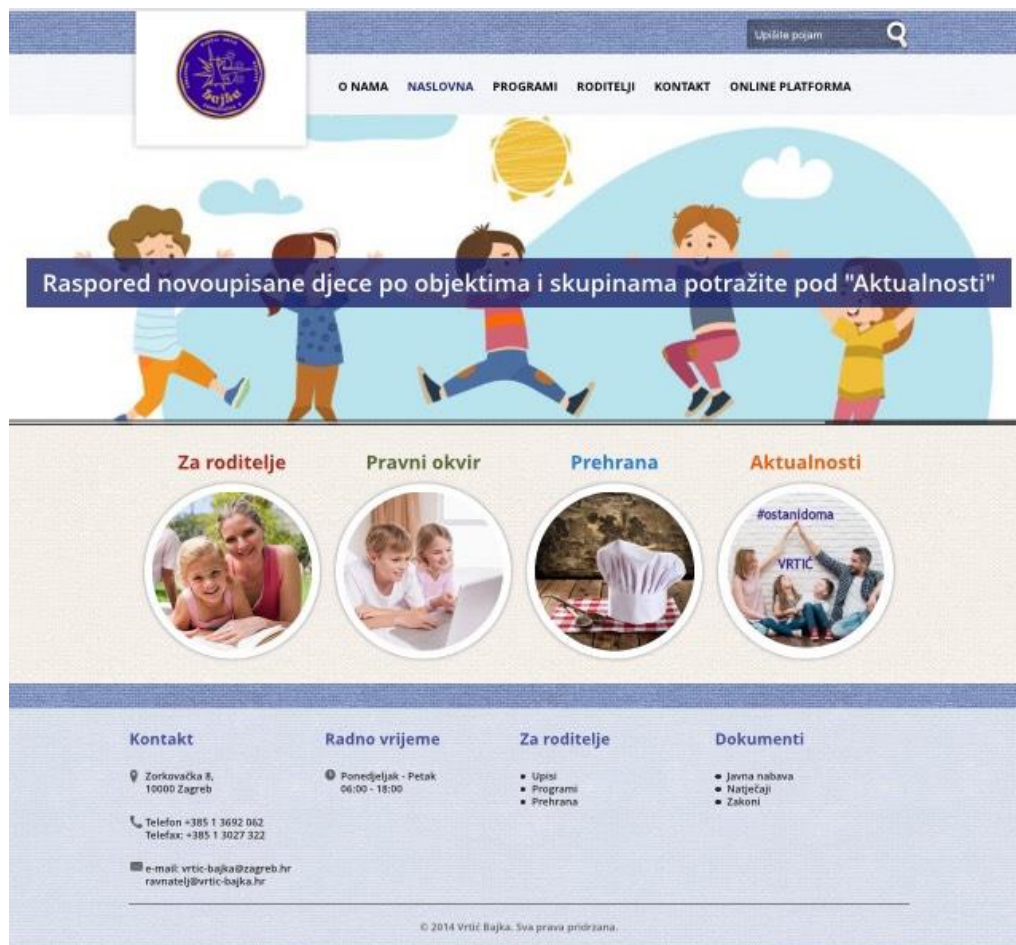 Upišite pojam
bajka
O NAMA NASLOVNA PROGRAMI RODITELJI KONTAKT ONLINE PLATFORMA
Raspored novoupisane djece po objektima i skupinama potražite pod "Aktualnosti"
Za roditelje Pravni okvir Prehrana Aktualnosti
#ostanidoma
VRTIĆ
Kontakt Radno vrijeme Za roditelje Dokumenti
Zorkovačka 8,
10000 Zagreb
Telefon +385 1 3692 062
Telefax: +385 1 3027 322
e-mail: vrtic-bajka@zagreb.hr
ravnatelj@vrtic-bajka.hr
Ponedjeljak - Petak
06:00 - 18:00
Upisi
Programi
Prehrana
Javna nabava
Natječaji
Zakoni
© 2014 Vrtić Bajka. Sva prava pridrzana.